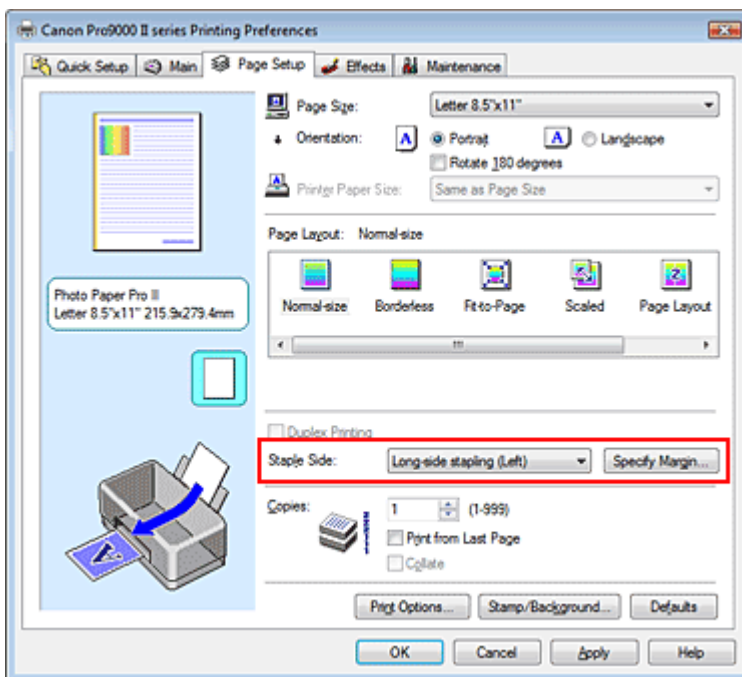 Canon Pro9000 II series Printing Preferences
Quick Setup Main Page Setup Effects Maintenance
Page Size: Letter 8.5"x11"
Orientation: A Portrait A Landscape
Rotate 180 degrees
Printer Paper Size: Same as Page Size
Page Layout: Normal-size
Normal-size Borderless Fit-to-Page Scaled Page Layout
Photo Paper Pro II
Letter 8.5"x11" 215.9x279.4mm
Duplex Printing
Staple Side: Long-side stapling (Left) Specify Margin...
Copies: 1 (1-999)
Print from Last Page
Collate
Print Options... Stamp/Background... Defaults
OK Cancel Apply Help